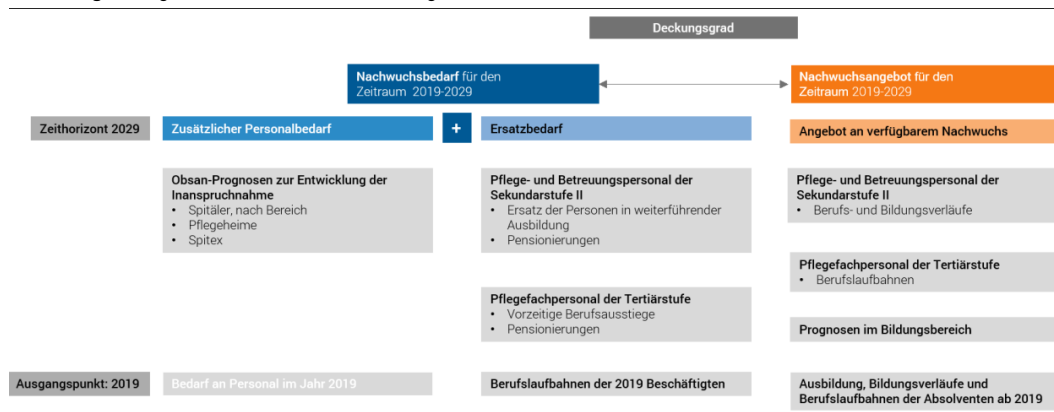 Deckungsgrad
Nachwuchsbedarf für den
Zeitraum 2019-2029
Nachwuchsangebot für den
Zeitraum 2019-2029
Zeithorizont 2029
Zusätzlicher Personalbedarf
+
Ersatzbedarf
Angebot an verfügbarem Nachwuchs
Obsan-Prognosen zur Entwicklung der
Inanspruchnahme
• Spitäler, nach Bereich
• Pflegeheime
• Spitex
Pflege- und Betreuungspersonal der
Sekundarstufe II
• Ersatz der Personen in weiterführender
Ausbildung
• Pensionierungen
Pflege- und Betreuungspersonal der
Sekundarstufe II
• Berufs- und Bildungsverläufe
Pflegefachpersonal der Tertiärstufe
• Berufslaufbahnen
Pflegefachpersonal der Tertiärstufe
• Vorzeitige Berufsausstiege
• Pensionierungen
Prognosen im Bildungsbereich
Ausgangspunkt: 2019
Bedarf an Personal im Jahr 2019
Berufslaufbahnen der 2019 Beschäftigten
Ausbildung, Bildungsverläufe und
Berufslaufbahnen der Absolventen ab 2019